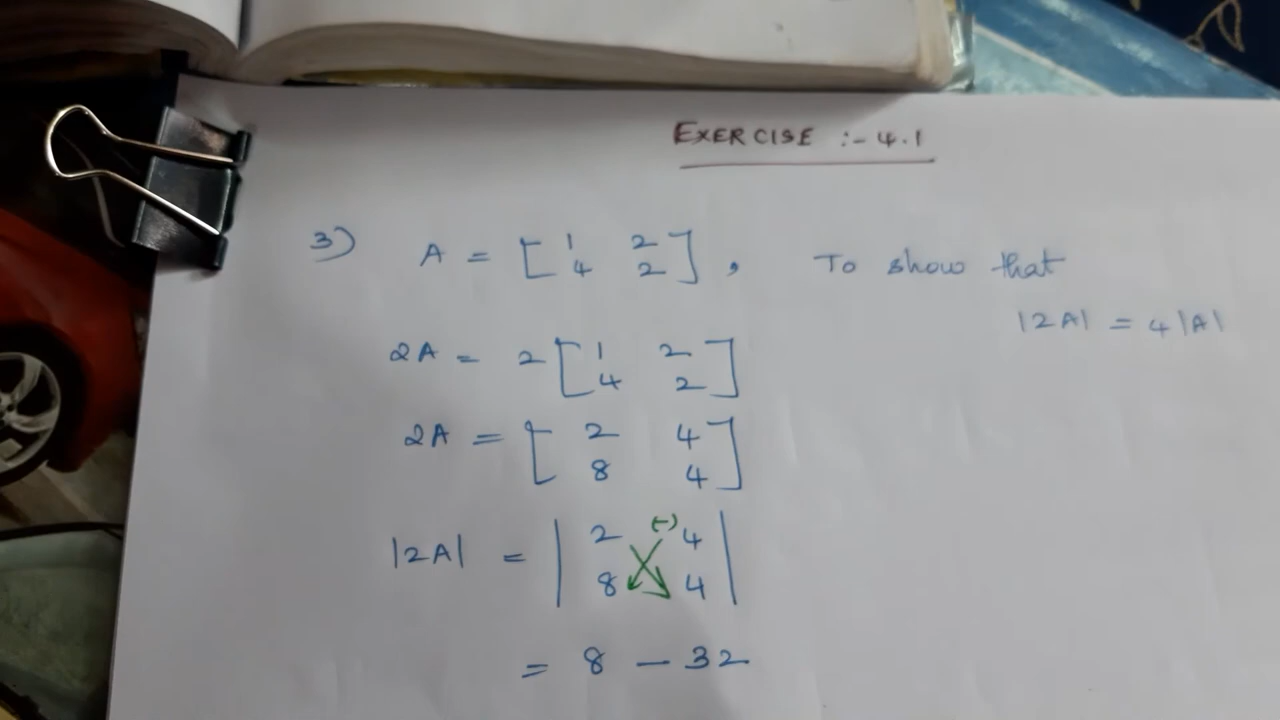 EXERCISE :- 4.1
3) A = [ 1 2
4 2 ] , To show that
|2A| = 4|A|
2A = 2 [ 1 2
4 2 ]
2A = [ 2 4
8 4 ]
|2A| = | 2 (-) 4 |
| 8 4 |
= 8 - 32